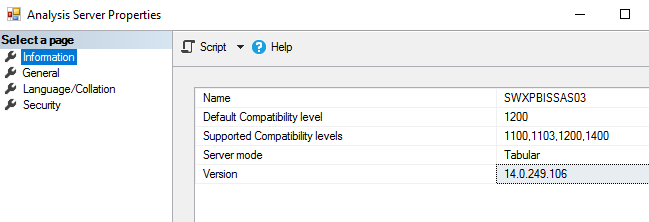 Analysis Server Properties
Select a page
Information
General
Language/Collation
Security
Script
Help
Name SWXPBISSAS03
Default Compatibility level 1200
Supported Compatibility levels 1100,1103,1200,1400
Server mode Tabular
Version 14.0.249.106